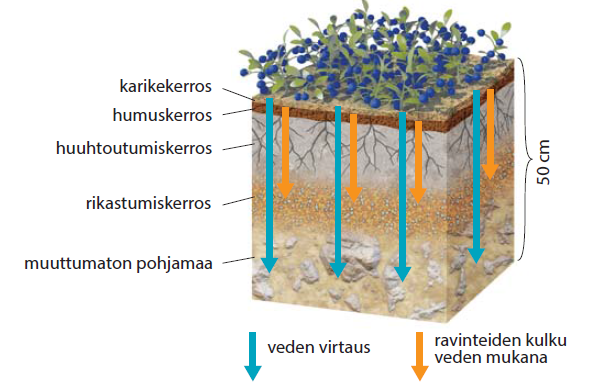 karikekerros
humuskerros
huuhtoutumiskerros
rikastumiskerros
muuttumaton pohjamaa
50 cm
veden virtaus
ravinteiden kulku
veden mukana